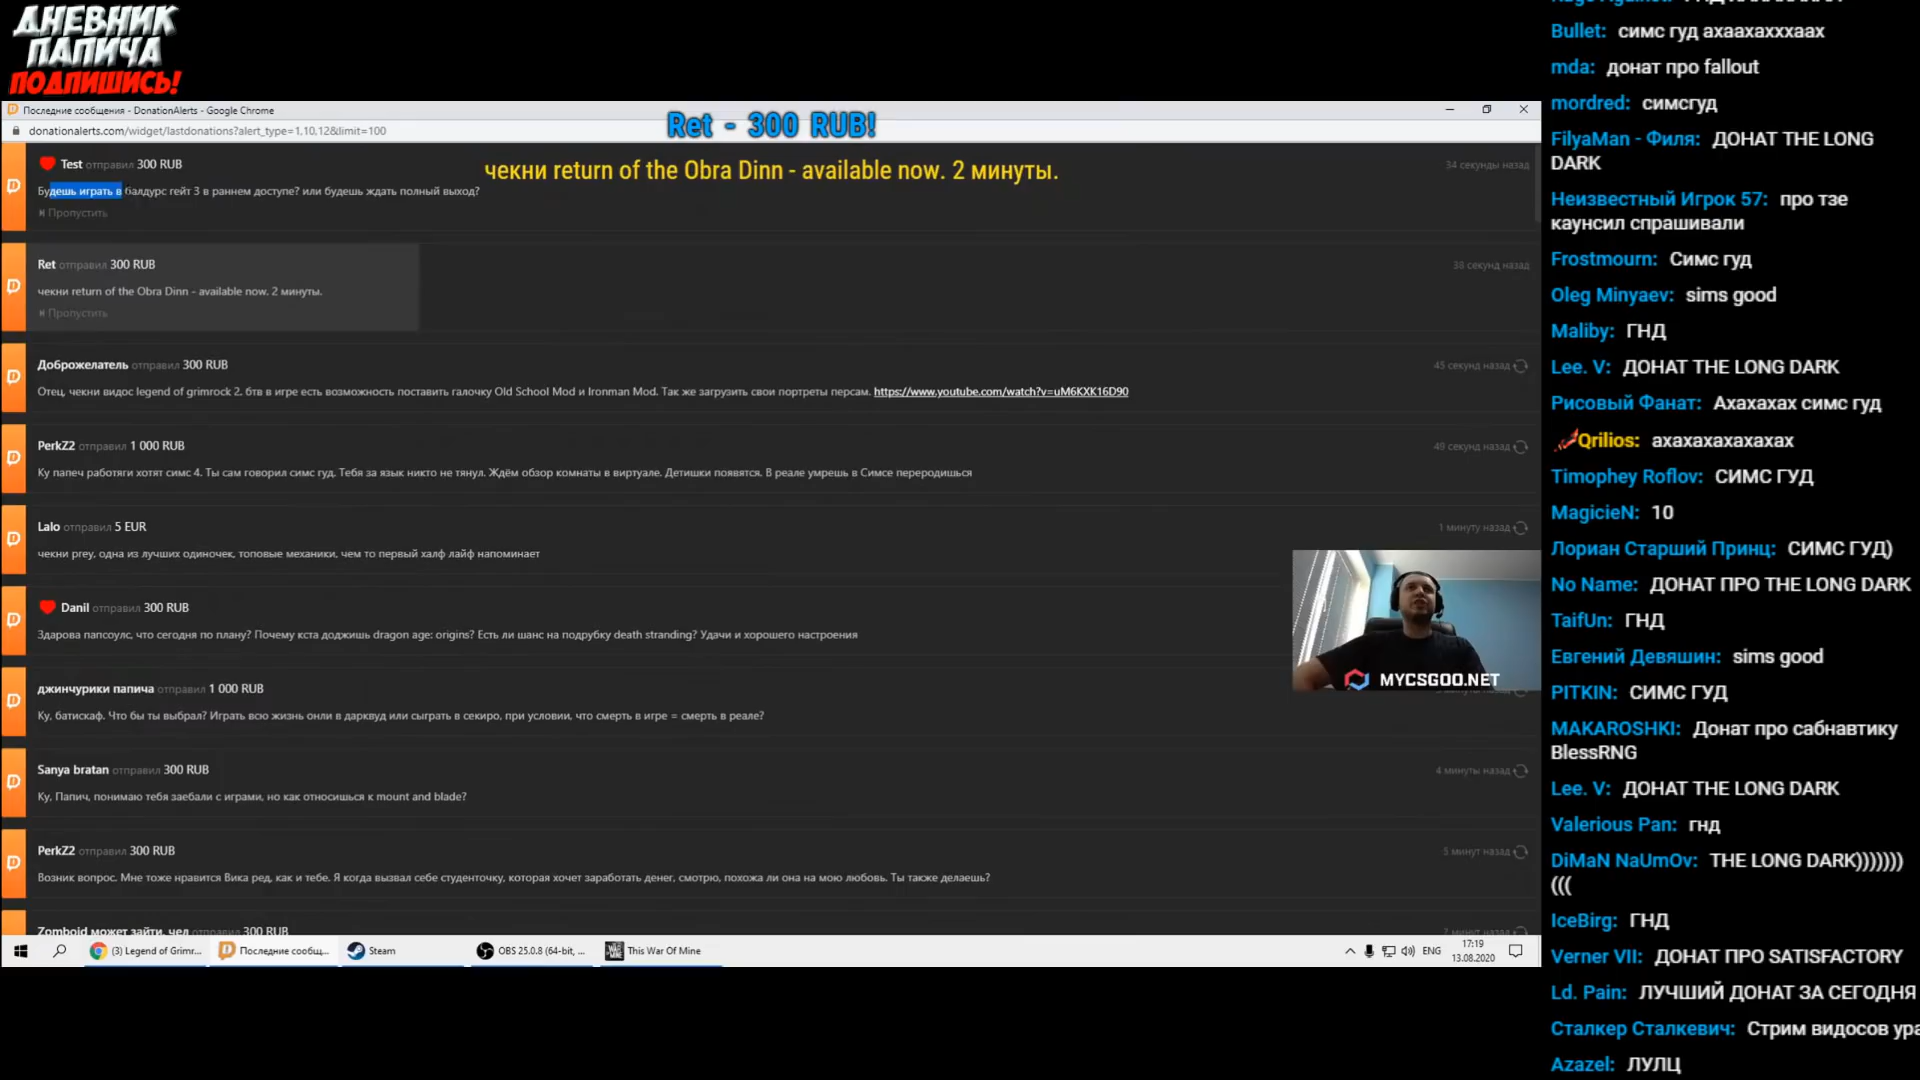 ДНЕВНИК
ПАПИЧА
ПОДПИШИСЬ!
Последние сообщения - DonationAlerts - Google Chrome
donationalerts.com/widget/lastdonations?alert_type=1,10,12&limit=100
Ret - 300 RUB!
чекни return of the Obra Dinn - available now. 2 минуты.
Test отправил 300 RUB
34 секунды назад
Будешь играть в балдурс гейт 3 в раннем доступе? или будешь ждать полный выход?
Пропустить
Ret отправил 300 RUB
38 секунд назад
чекни return of the Obra Dinn - available now. 2 минуты.
Пропустить
Доброжелатель отправил 300 RUB
45 секунд назад
Отец, чекни видос legend of grimrock 2. бтв в игре есть возможность поставить галочку Old School Mod и Ironman Mod. Так же загрузить свои портреты персам. https://www.youtube.com/watch?v=uM6KXK16D90
PerkZ2 отправил 1 000 RUB
49 секунд назад
Ку папеч работяги хотят симс 4. Ты сам говорил симс гуд. Тебя за язык никто не тянул. Ждём обзор комнаты в виртуале. Детишки появятся. В реале умрешь в Симсе переродишься
Lalo отправил 5 EUR
1 минуту назад
чекни prey, одна из лучших одиночек, топовые механики, чем то первый халф лайф напоминает
Danil отправил 300 RUB
Здарова папсоулс, что сегодня по плану? Почему кста доджишь dragon age: origins? Есть ли шанс на подрубку death stranding? Удачи и хорошего настроения
MYCSGOO.NET
джинчурики папича отправил 1 000 RUB
Ку, батискаф. Что бы ты выбрал? Играть всю жизнь онли в дарквуд или сыграть в секиро, при условии, что смерть в игре = смерть в реале?
Sanya bratan отправил 300 RUB
4 минуты назад
Ку, Папич, понимаю тебя заебали с играми, но как относишься к mount and blade?
PerkZ2 отправил 300 RUB
5 минут назад
Возник вопрос. Мне тоже нравится Вика ред, как и тебе. Я когда вызвал себе студенточку, которая хочет заработать денег, смотрю, похожа ли она на мою любовь. Ты также делаешь?
Zomboid может зайти, чел отправил 300 RUB
7 минут назад
(3) Legend of Grimr...
Последние сообщ...
Steam
OBS 25.0.8 (64-bit, ...
This War Of Mine
ENG
17:19
13.08.2020
Bullet: симс гуд ахаахахххаах
mda: донат про fallout
mordred: симсгуд
FilyaMan - Филя: ДОНАТ THE LONG
DARK
Неизвестный Игрок 57: про тзе
каунсил спрашивали
Frostmourn: Симс гуд
Oleg Minyaev: sims good
Maliby: ГНД
Lee. V: ДОНАТ THE LONG DARK
Рисовый Фанат: Ахахахах симс гуд
Qrilios: ахахахахахахах
Timophey Roflov: СИМС ГУД
MagicieN: 10
Лориан Старший Принц: СИМС ГУД)
No Name: ДОНАТ ПРО THE LONG DARK
TaifUn: ГНД
Евгений Девяшин: sims good
PITKIN: СИМС ГУД
MAKAROSHKI: Донат про сабнавтику
BlessRNG
Lee. V: ДОНАТ THE LONG DARK
Valerious Pan: гнд
DiMaN NaUmOv: THE LONG DARK)))))))
(((
IceBirg: ГНД
Verner VII: ДОНАТ ПРО SATISFACTORY
Ld. Pain: ЛУЧШИЙ ДОНАТ ЗА СЕГОДНЯ
Сталкер Сталкевич: Стрим видосов ура
Azazel: ЛУЛЦ